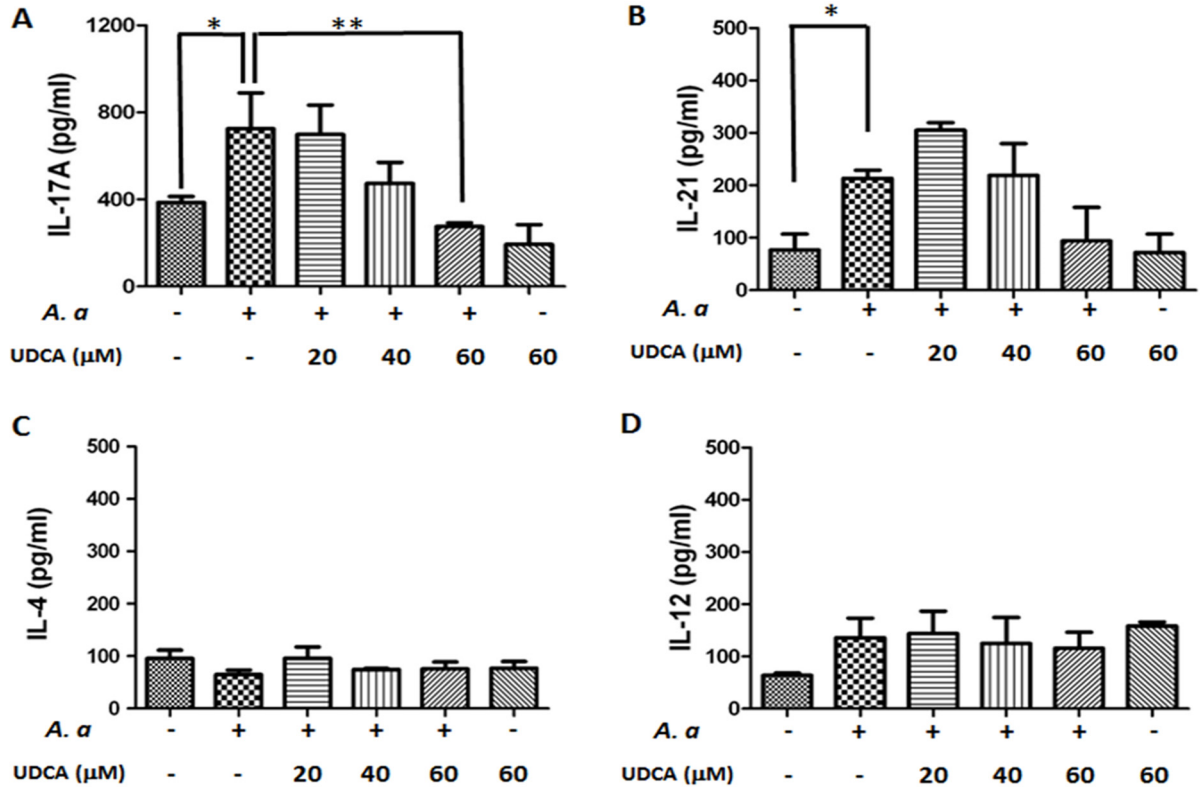 A
IL-17A (pg/ml)
1200
800
400
0
*
**
A. a - + + + + -
UDCA (μM) - - 20 40 60 60
B
IL-21 (pg/ml)
500
400
300
200
100
0
*
A. a - + + + + -
UDCA (μM) - - 20 40 60 60
C
IL-4 (pg/ml)
500
400
300
200
100
0
A. a - + + + + -
UDCA (μM) - - 20 40 60 60
D
IL-12 (pg/ml)
500
400
300
200
100
0
A. a - + + + + -
UDCA (μM) - - 20 40 60 60